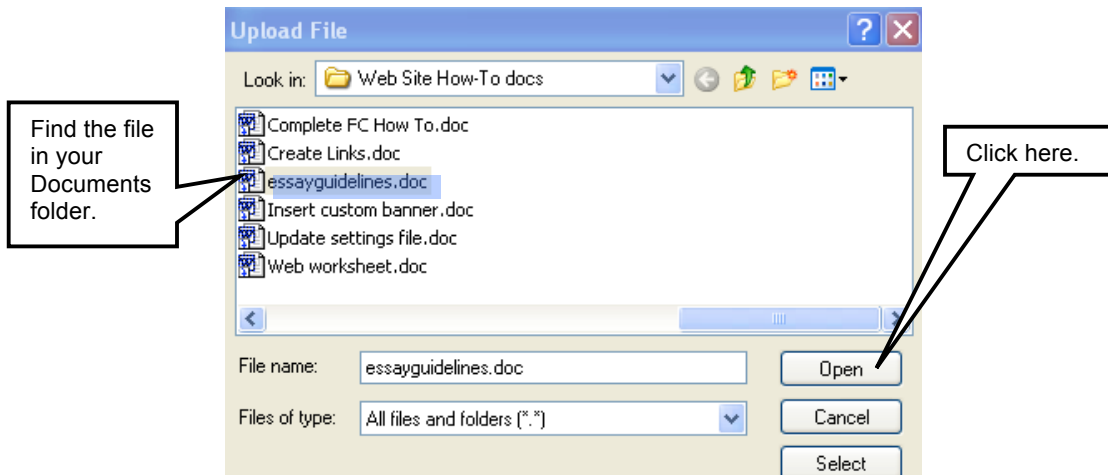 Upload File
Look in: Web Site How-To docs
Find the file
in your
Documents
folder.
Complete FC How To.doc
Create Links.doc
essayguidelines.doc
Insert custom banner.doc
Update settings file.doc
Web worksheet.doc
Click here.
File name: essayguidelines.doc Open
Files of type: All files and folders (*.*) Cancel
Select